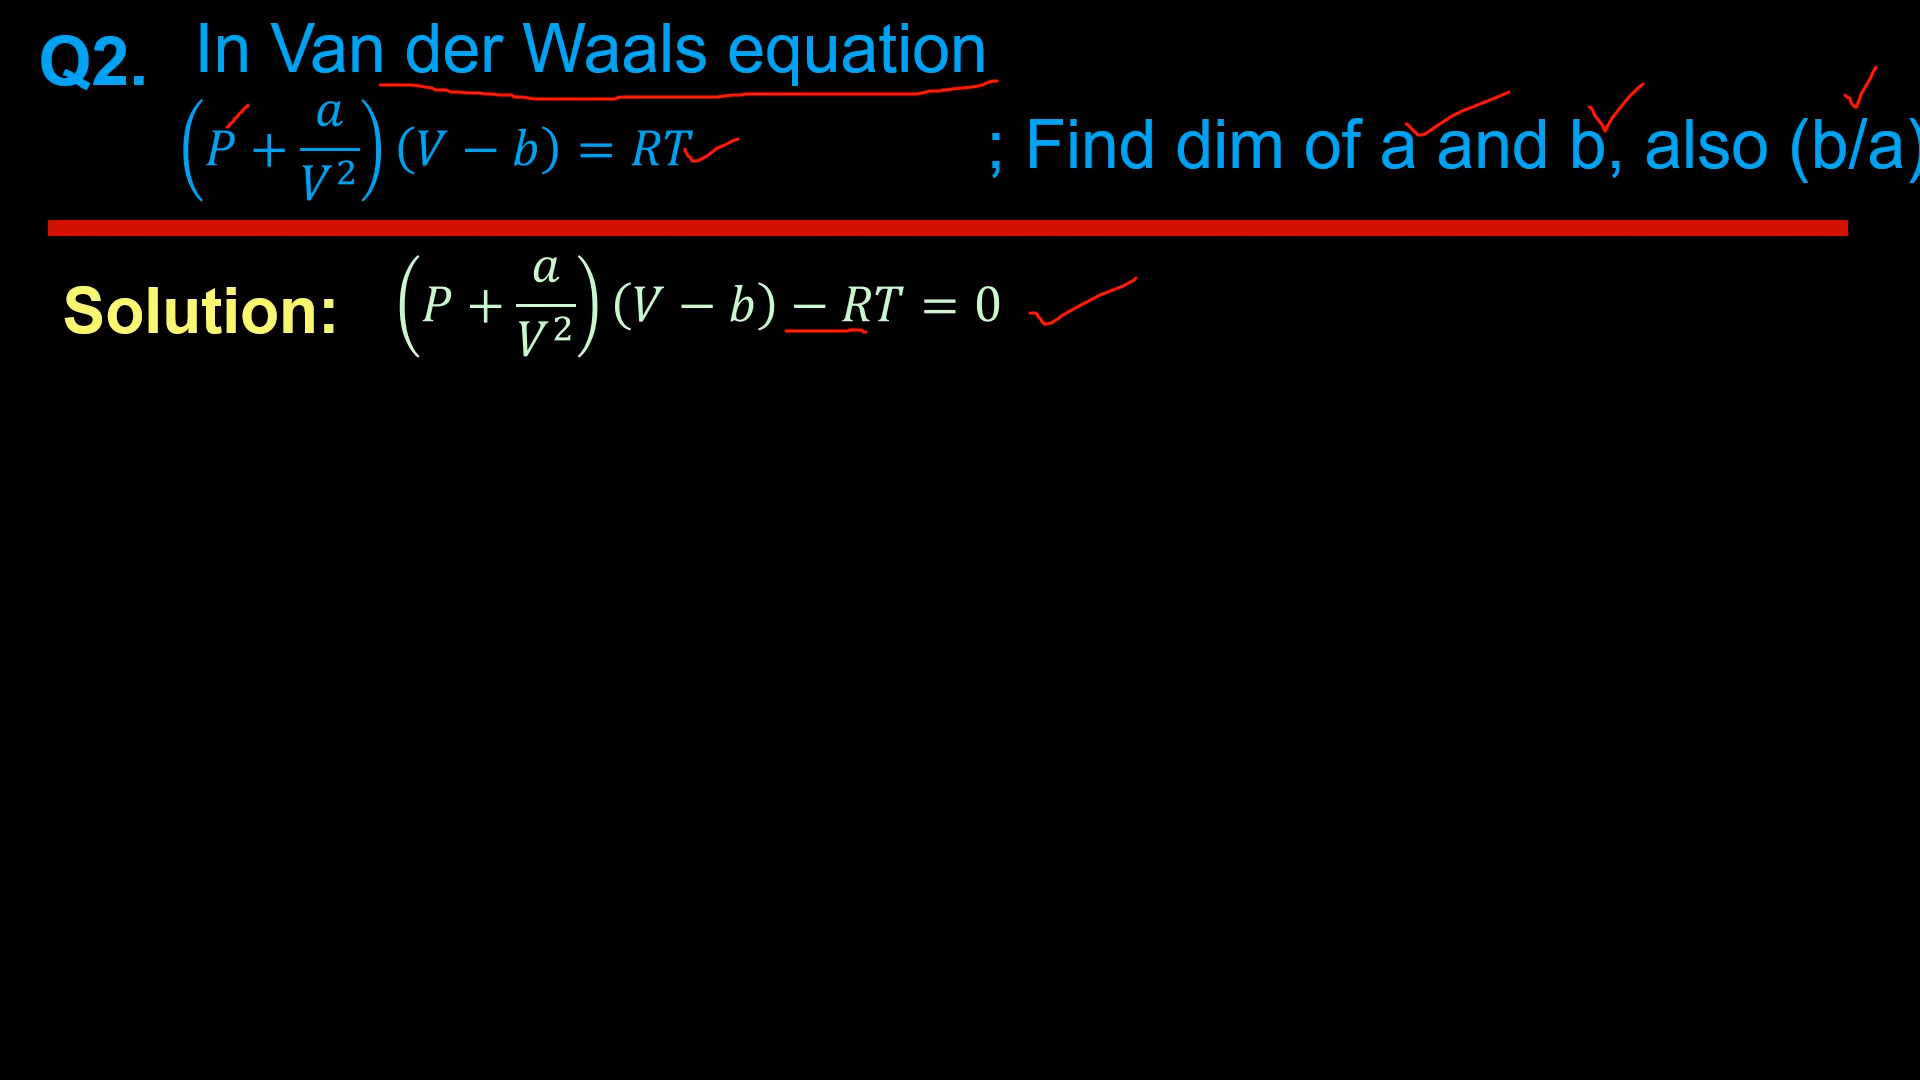 Q2. In Van der Waals equation
(P + a/V²)(V − b) = RT ; Find dim of a and b, also (b/a)
Solution: (P + a/V²)(V − b) − RT = 0